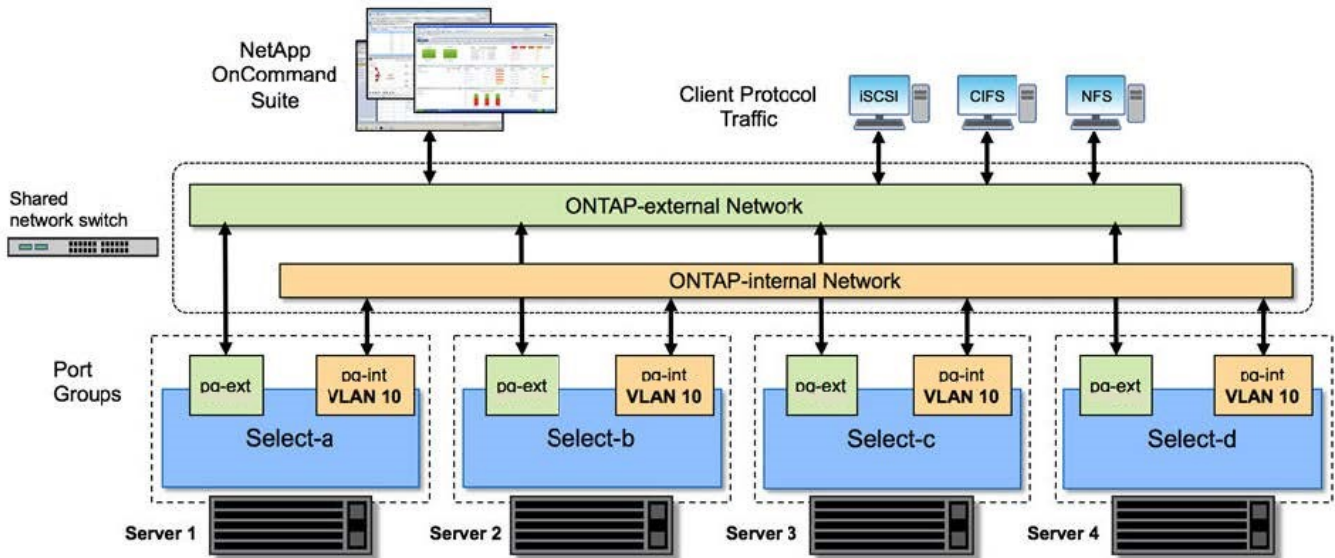 NetApp
OnCommand
Suite
Client Protocol
Traffic
iSCSI
CIFS
NFS
Shared
network switch
ONTAP-external Network
ONTAP-internal Network
Port
Groups
pg-ext
pg-int
VLAN 10
Select-a
pg-ext
pg-int
VLAN 10
Select-b
pg-ext
pg-int
VLAN 10
Select-c
pg-ext
pg-int
VLAN 10
Select-d
Server 1
Server 2
Server 3
Server 4